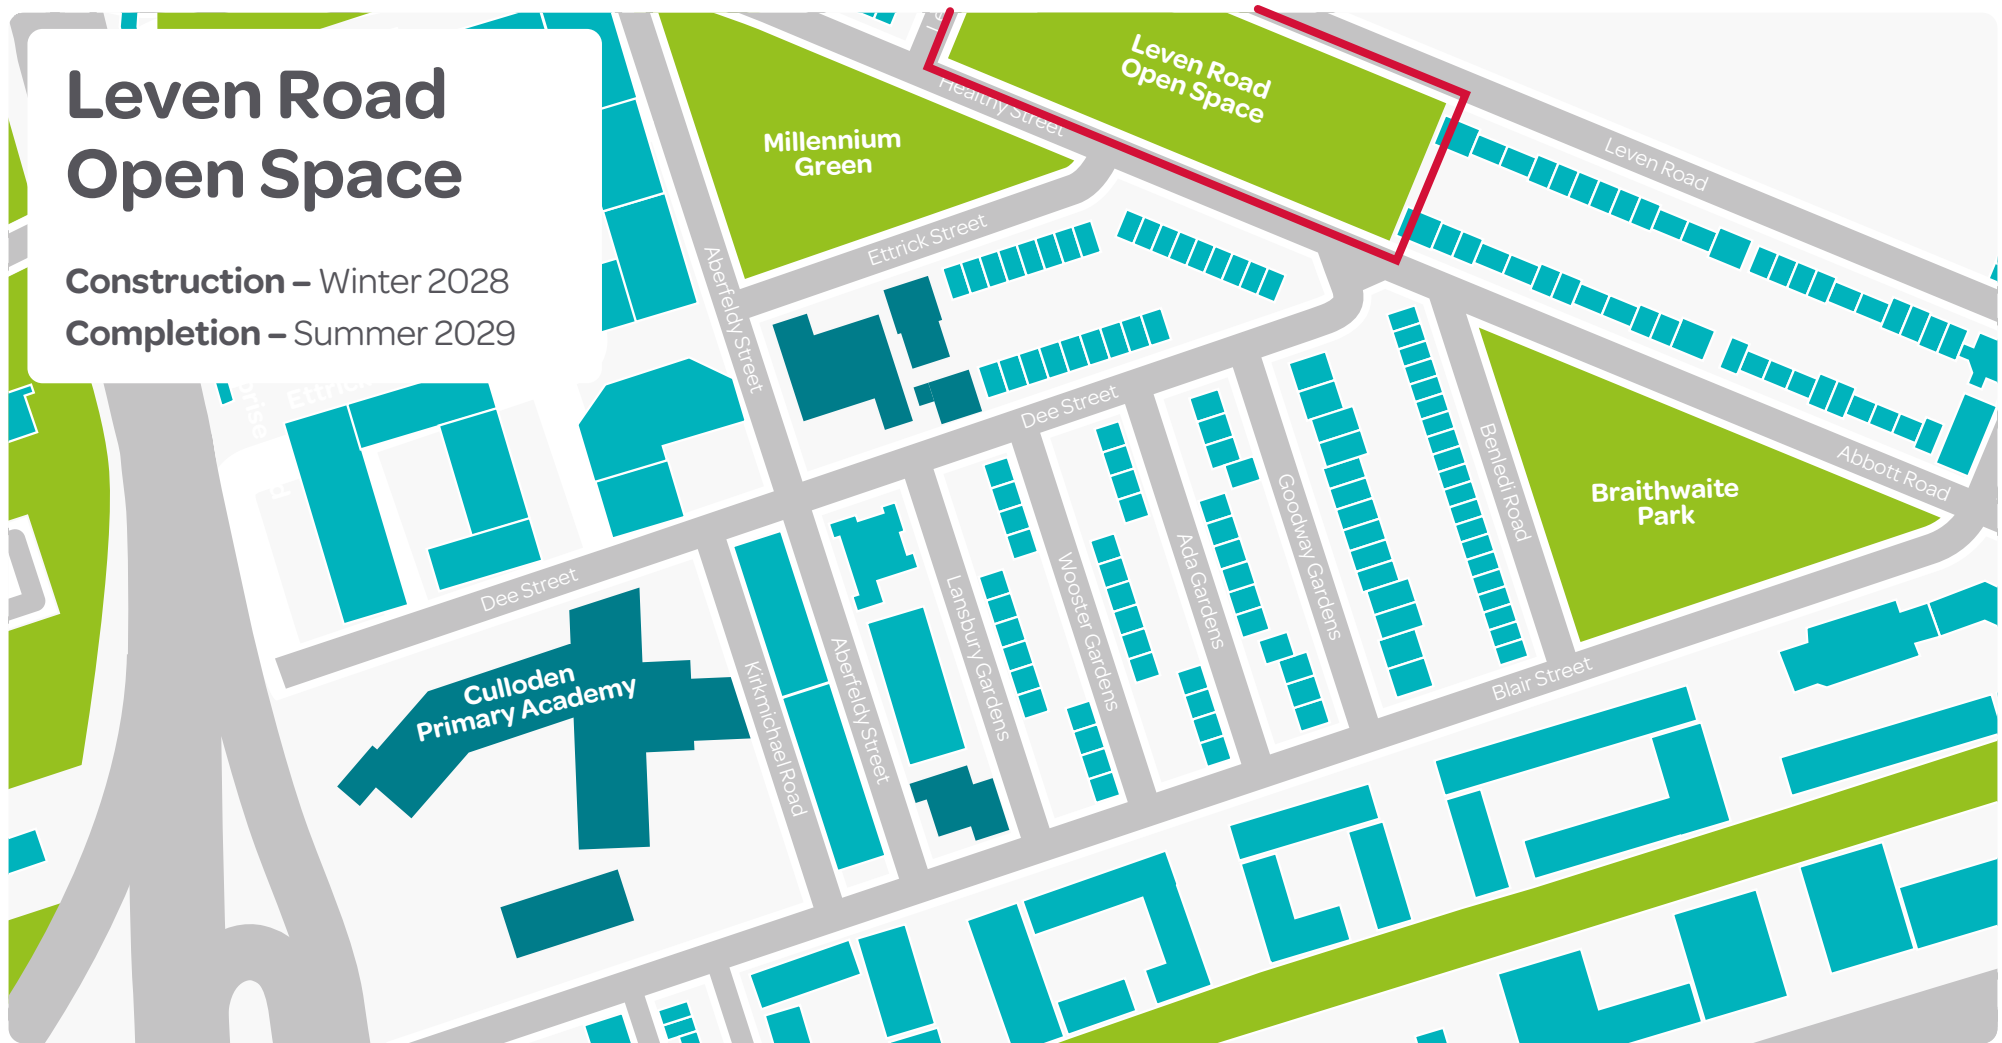 Leven Road
Open Space
Construction – Winter 2028
Completion – Summer 2029
Leven Road
Open Space
Healthy Street
Millennium
Green
Leven Road
Ettrick Street
Aberfeldy Street
Dee Street
Benledi Road
Abbott Road
Braithwaite
Park
Goodway Gardens
Ada Gardens
Wooster Gardens
Lansbury Gardens
Dee Street
Culloden
Primary Academy
Kirkmichael Road
Aberfeldy Street
Blair Street